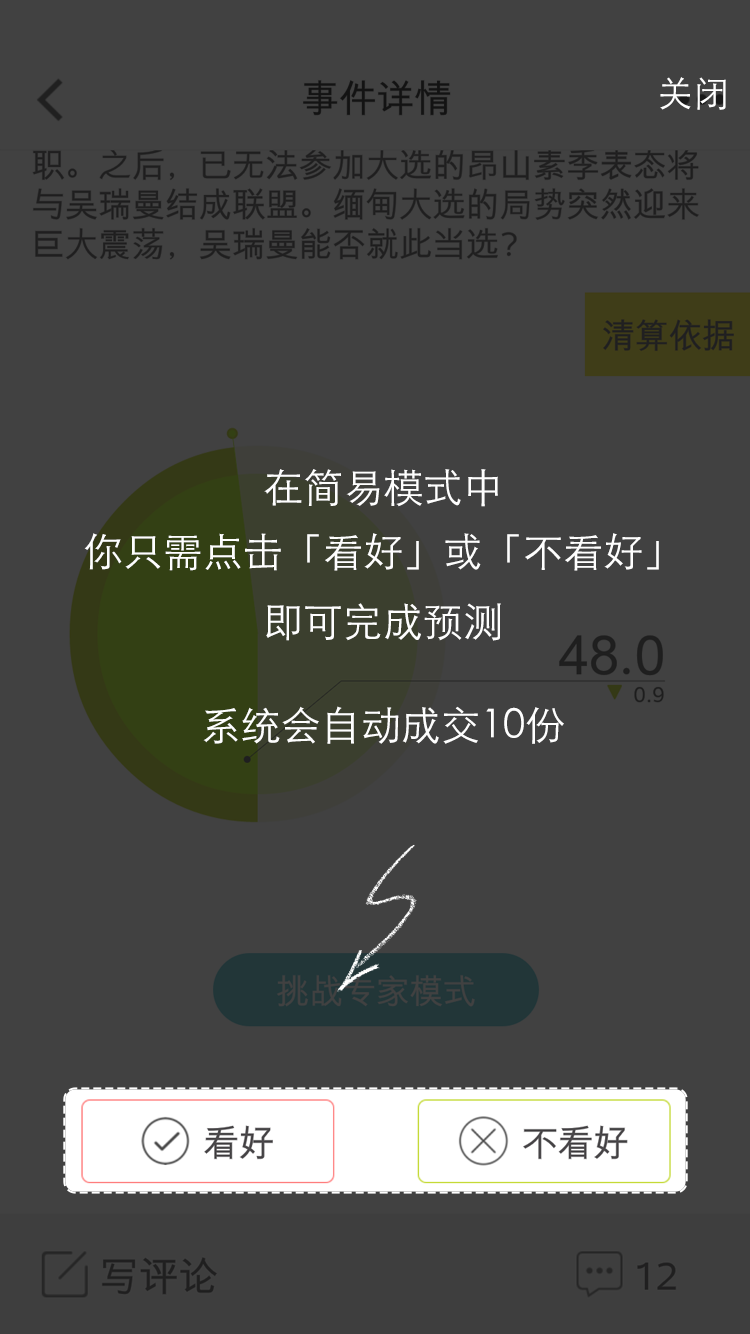 事件详情
关闭
职。之后，已无法参加大选的昂山素季表态将
与吴瑞曼结成联盟。缅甸大选的局势突然迎来
巨大震荡，吴瑞曼能否就此当选？
清算依据
在简易模式中
你只需点击「看好」或「不看好」
即可完成预测
48.0
0.9
系统会自动成交10份
挑战专家模式
看好
不看好
写评论
12